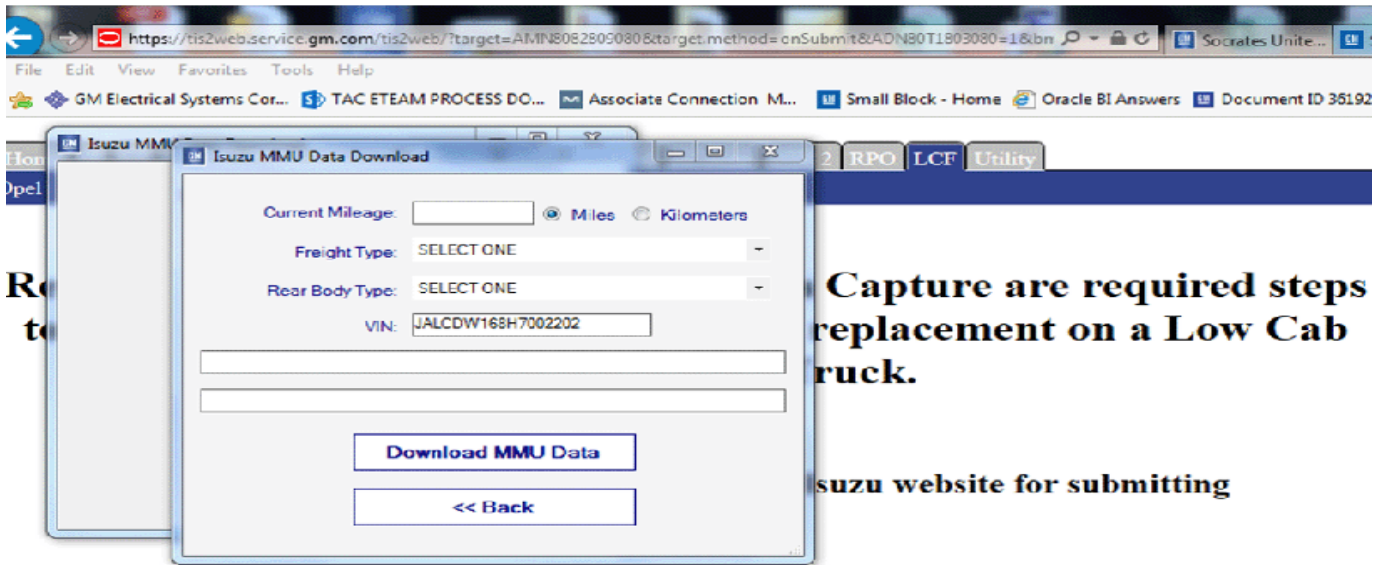 https://tis2web.service.gm.com/tis2web/?target=AMN80828090806&target.method=onSubmit&ADN80T1803080=1&bm
Socrates Unite...
File Edit View Favorites Tools Help
GM Electrical Systems Cor... TAC ETEAM PROCESS DO... Associate Connection M... Small Block - Home Oracle BI Answers Document ID 36192
Isuzu MMU
Isuzu MMU Data Download
2 RPO LCF Utility
Opel
Current Mileage: Miles Kilometers
Freight Type: SELECT ONE
Capture are required steps
Rear Body Type: SELECT ONE
VIN: JALCDW168H7002202
replacement on a Low Cab
ruck.
Download MMU Data
suzu website for submitting
<< Back